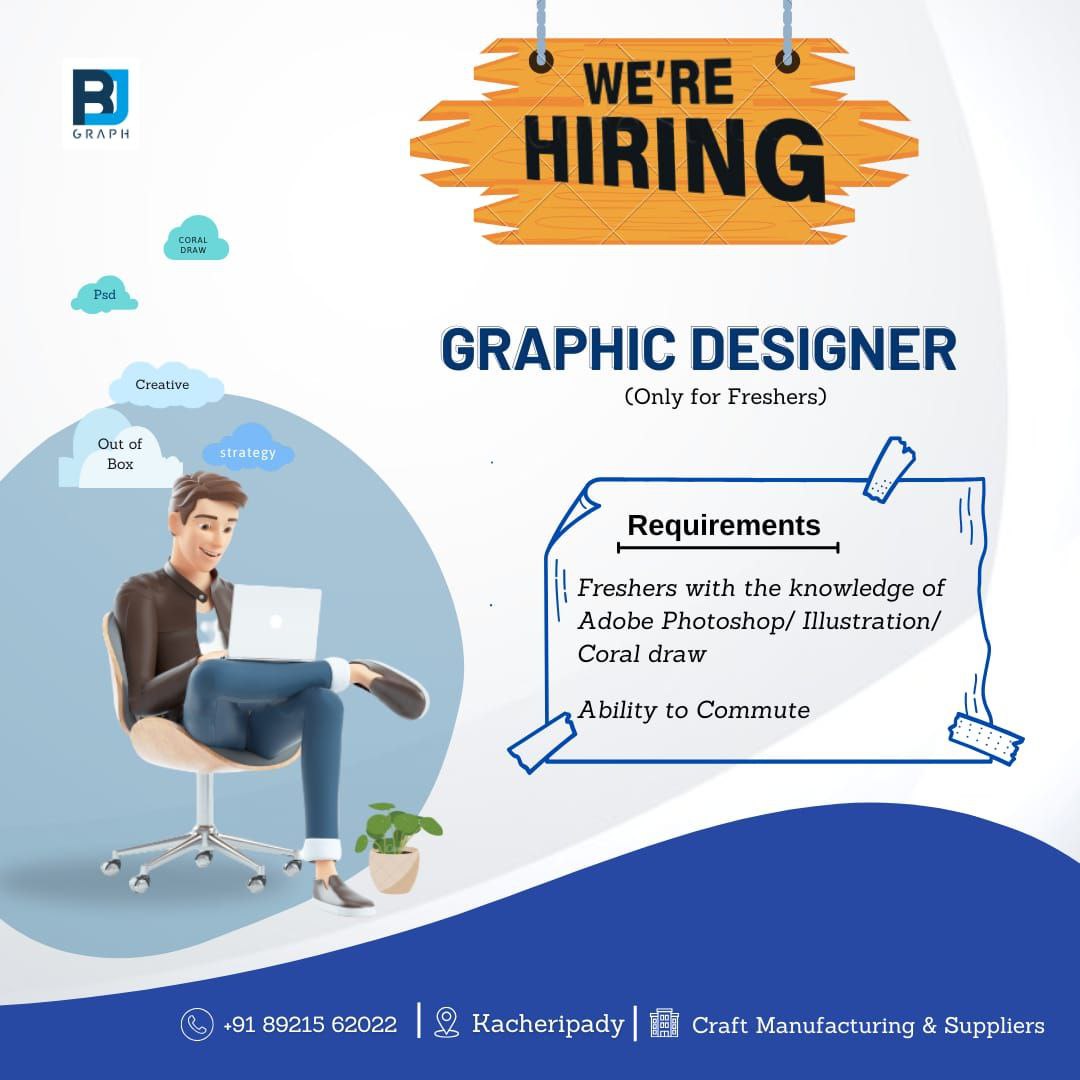 BJ
GRAPH
WE'RE
HIRING
CORAL
DRAW
Psd
Creative
Out of
Box
strategy
GRAPHIC DESIGNER
(Only for Freshers)
Requirements
Freshers with the knowledge of
Adobe Photoshop/ Illustration/
Coral draw
Ability to Commute
+91 89215 62022 | Kacheripady | Craft Manufacturing & Suppliers